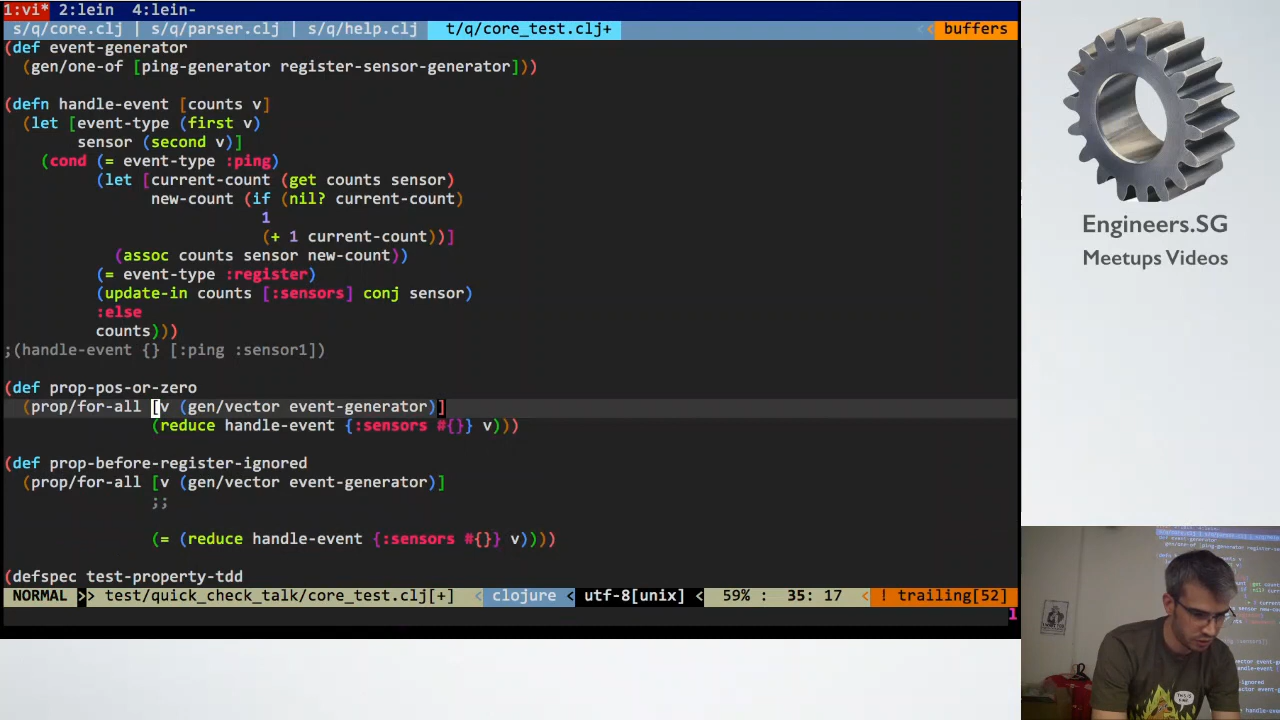 1:vi* 2:lein 4:lein-
s/q/core.clj | s/q/parser.clj | s/q/help.clj t/q/core_test.clj+ buffers
(def event-generator
(gen/one-of [ping-generator register-sensor-generator]))
(defn handle-event [counts v]
(let [event-type (first v)
sensor (second v)]
(cond (= event-type :ping)
(let [current-count (get counts sensor)
new-count (if (nil? current-count)
1
(+ 1 current-count))]
(assoc counts sensor new-count))
(= event-type :register)
(update-in counts [:sensors] conj sensor)
:else
counts)))
;(handle-event {} [:ping :sensor1])
(def prop-pos-or-zero
(prop/for-all [v (gen/vector event-generator)]
(reduce handle-event {:sensors #{}} v)))
(def prop-before-register-ignored
(prop/for-all [v (gen/vector event-generator)]
;;
(= (reduce handle-event {:sensors #{}} v))))
(defspec test-property-tdd
NORMAL >> test/quick_check_talk/core_test.clj[+] < clojure < utf-8[unix] < 59% : 35: 17 < ! trailing[52]
1
Engineers.SG
Meetups Videos